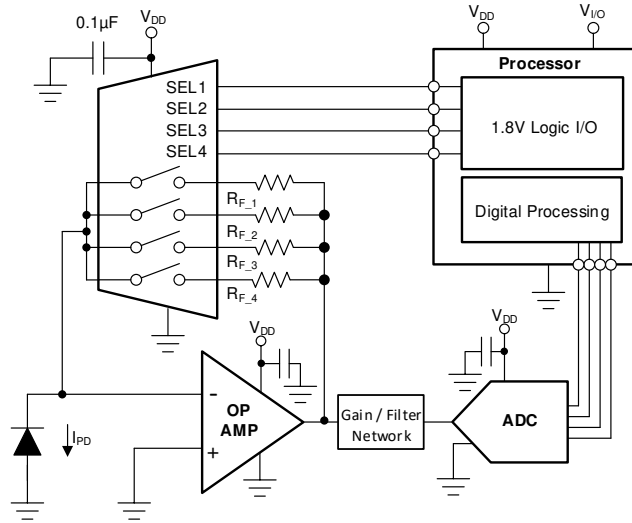 0.1µF
VDD
VDD
VI/O
Processor
SEL1
SEL2
SEL3
SEL4
1.8V Logic I/O
RF_1
RF_2
RF_3
RF_4
Digital Processing
VDD
VDD
-
OP
AMP
+
Gain / Filter
Network
ADC
IPD